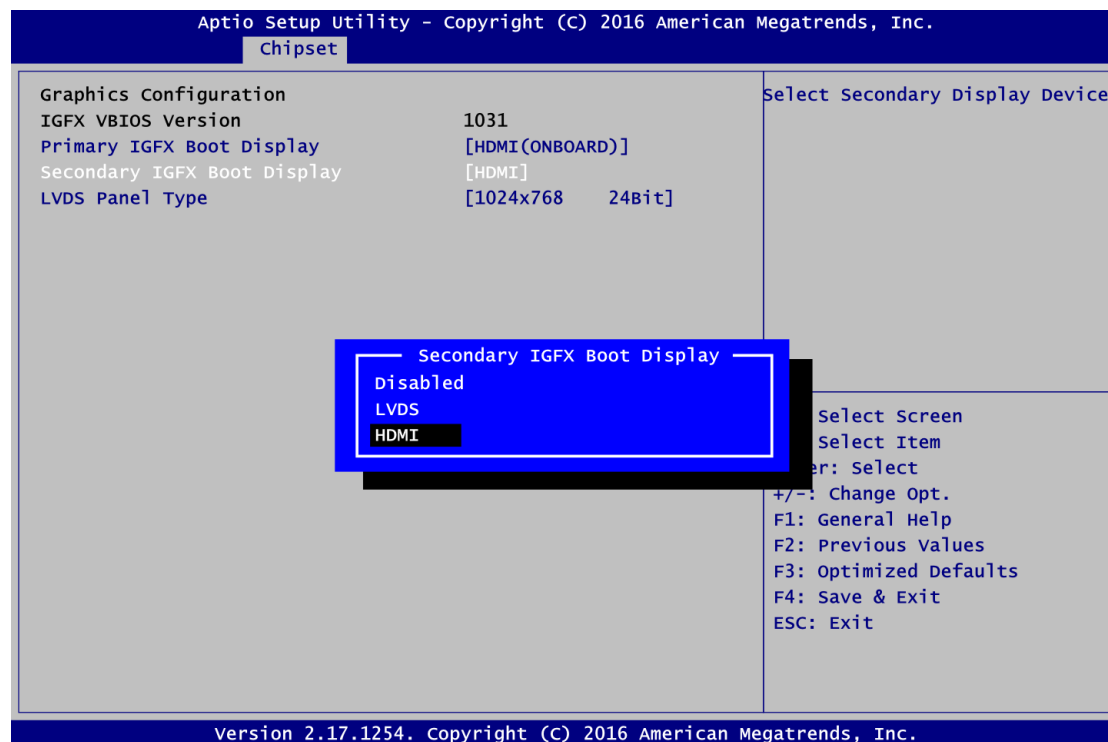 Aptio Setup Utility – Copyright (C) 2016 American Megatrends, Inc.
Chipset
Graphics Configuration
IGFX VBIOS Version 1031
Primary IGFX Boot Display [HDMI(ONBOARD)]
Secondary IGFX Boot Display [HDMI]
LVDS Panel Type [1024x768 24Bit]
Select Secondary Display Device
Secondary IGFX Boot Display
Disabled
LVDS
HDMI
Select Screen
Select Item
er: Select
+/-: Change Opt.
F1: General Help
F2: Previous Values
F3: Optimized Defaults
F4: Save & Exit
ESC: Exit
Version 2.17.1254. Copyright (C) 2016 American Megatrends, Inc.